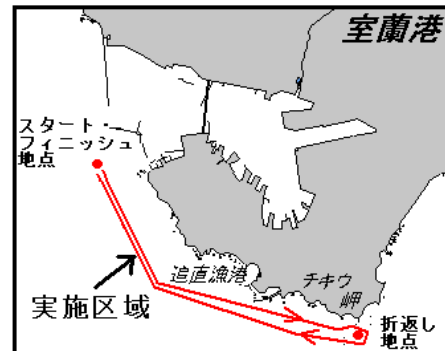 室蘭港
スタート・
フィニッシュ
地点
追直漁港
チキウ
岬
実施区域
折返し
地点